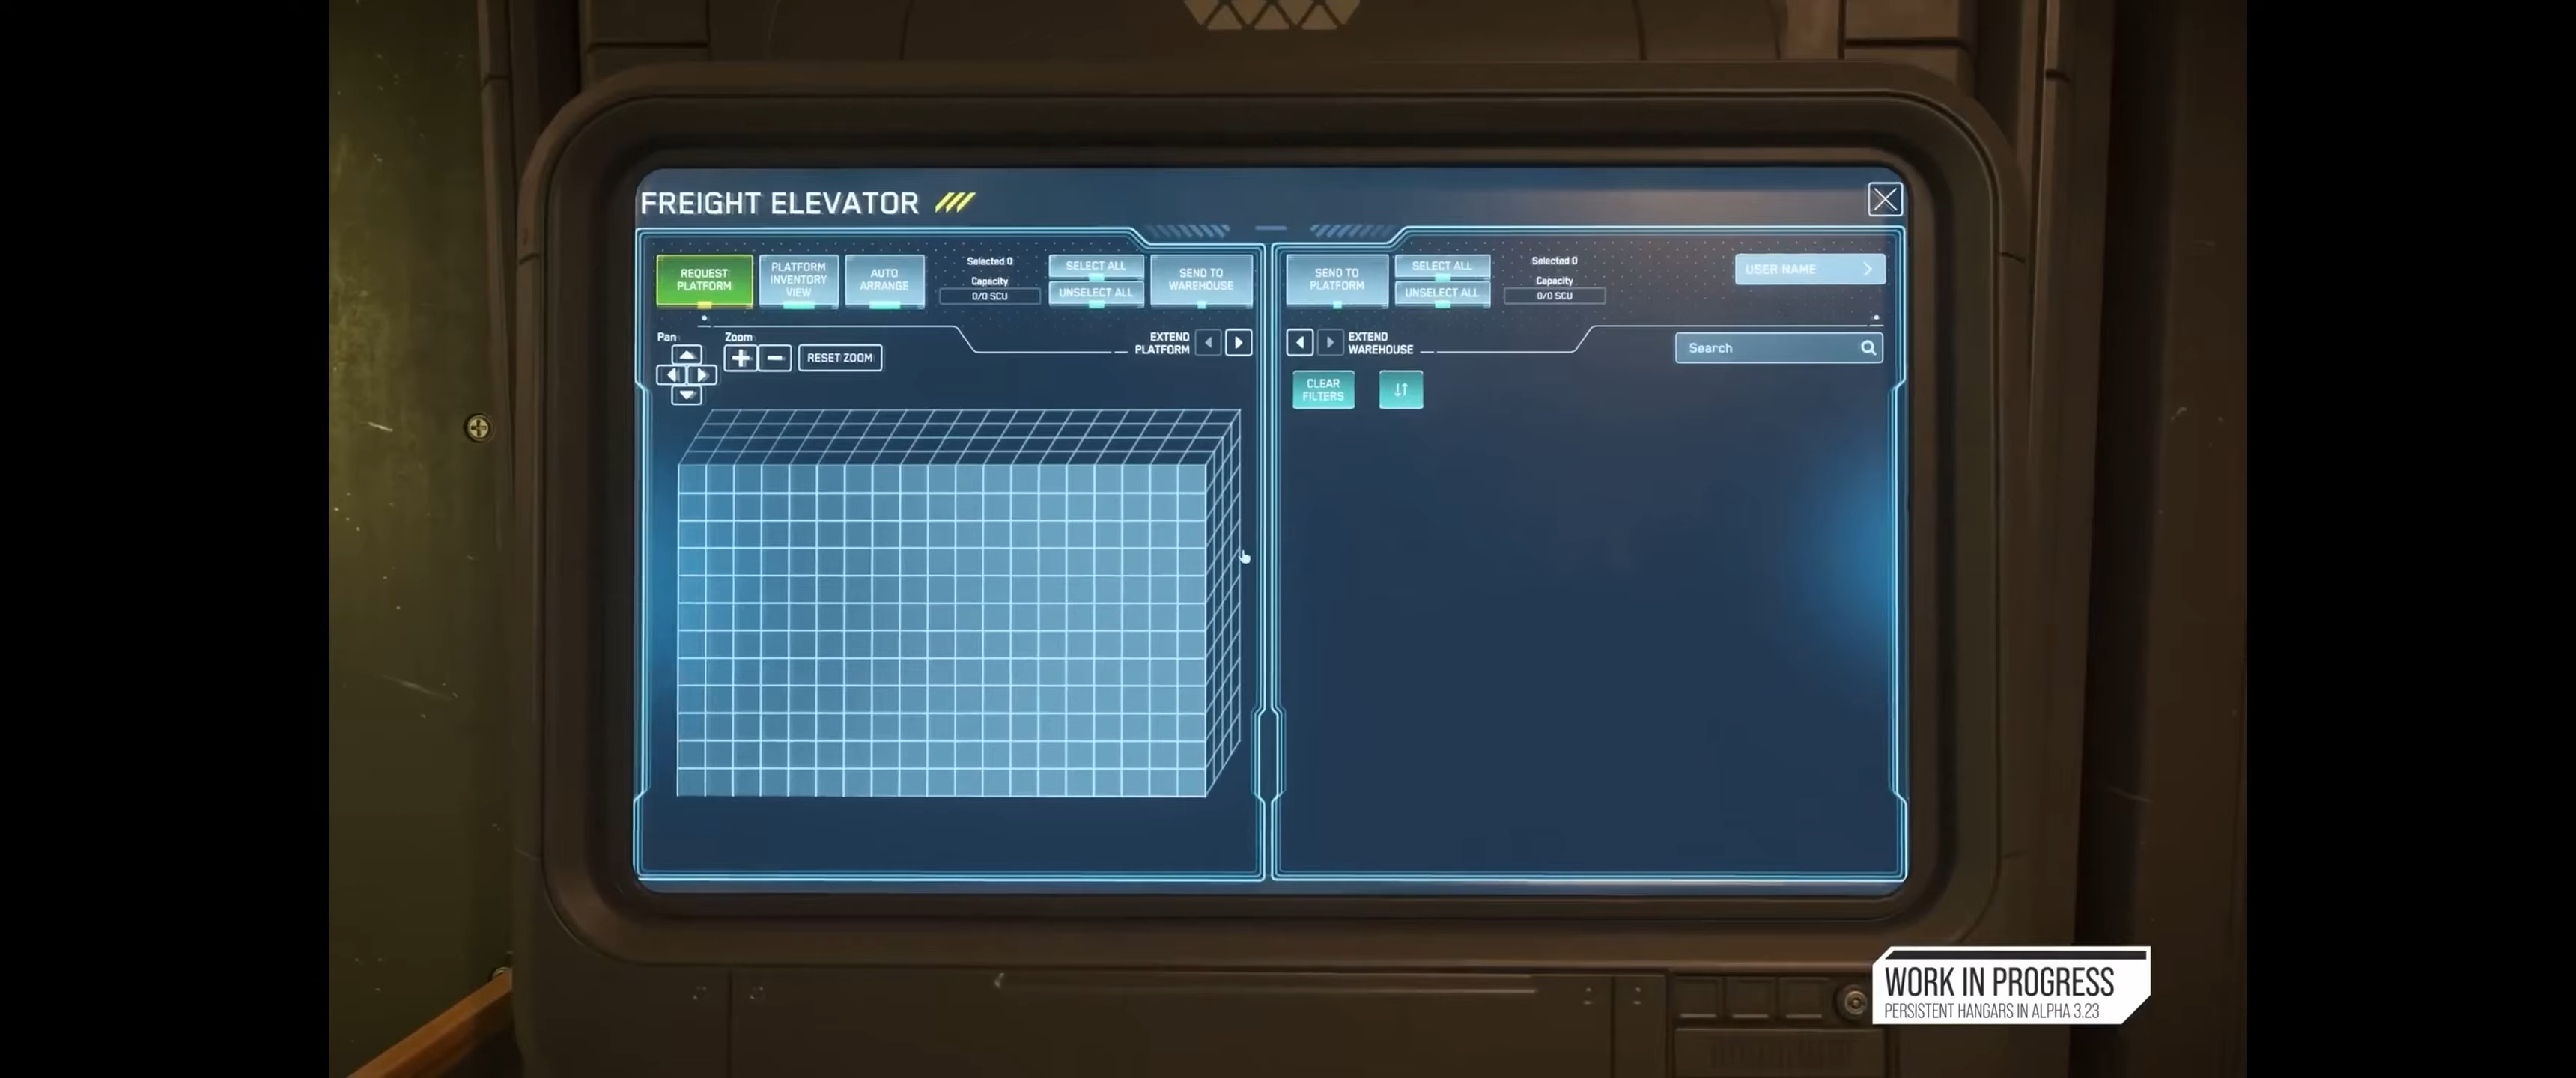 FREIGHT ELEVATOR
REQUEST
PLATFORM
PLATFORM
INVENTORY
VIEW
AUTO
ARRANGE
Selected 0
Capacity
0/0 SCU
SELECT ALL
UNSELECT ALL
SEND TO
WAREHOUSE
SEND TO
PLATFORM
SELECT ALL
UNSELECT ALL
Selected 0
Capacity
0/0 SCU
USER NAME
Pan
Zoom
RESET ZOOM
EXTEND
PLATFORM
EXTEND
WAREHOUSE
Search
CLEAR
FILTERS
WORK IN PROGRESS
PERSISTENT HANGARS IN ALPHA 3.23